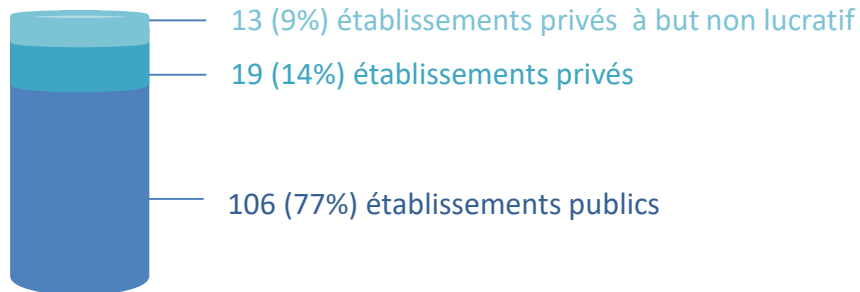 13 (9%) établissements privés à but non lucratif
19 (14%) établissements privés
106 (77%) établissements publics